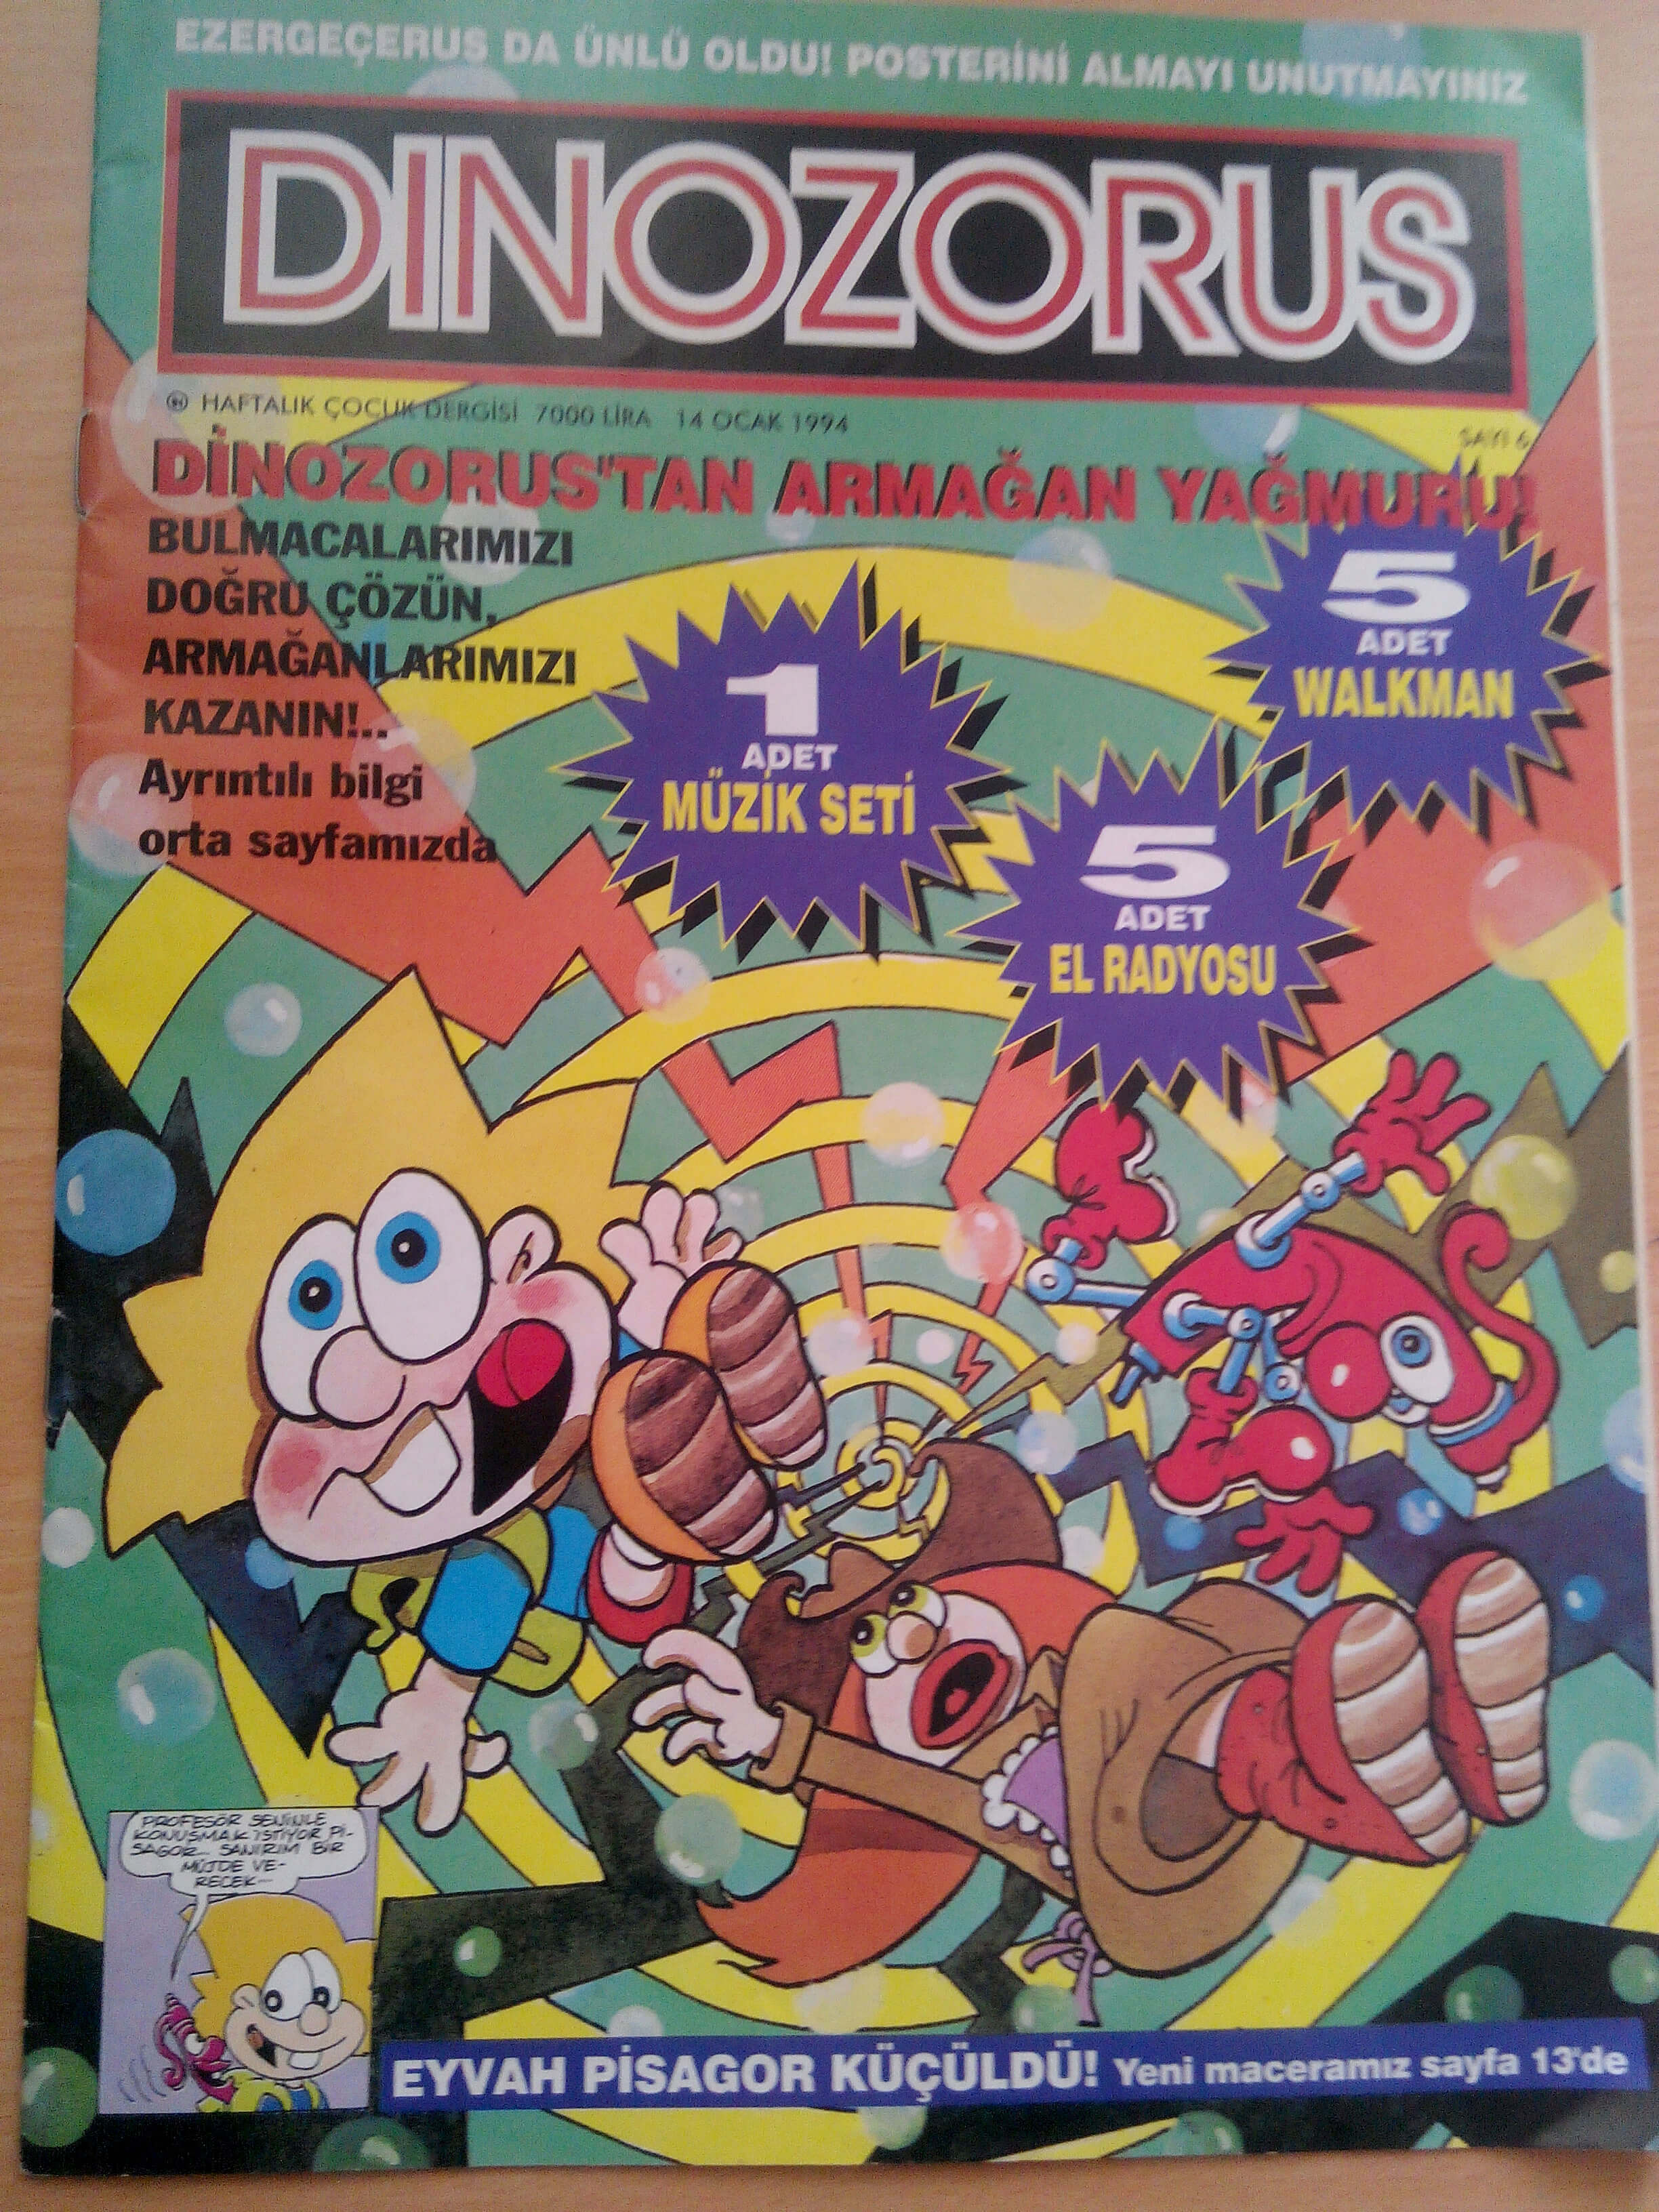 EZERGEÇERUS DA ÜNLÜ OLDU! POSTERİNİ ALMAYI UNUTMAYINIZ
DINOZORUS
HAFTALIK ÇOCUK DERGİSİ 7000 LİRA 14 OCAK 1994
SAYI 6
DİNOZORUS'TAN ARMAĞAN YAĞMURU!
BULMACALARIMIZI
DOĞRU ÇÖZÜN,
ARMAĞANLARIMIZI
KAZANIN!..
Ayrıntılı bilgi
orta sayfamızda
1
ADET
MÜZİK SETİ
5
ADET
WALKMAN
5
ADET
EL RADYOSU
PROFESÖR SENİNLE
KONUŞMAK İSTİYOR Pİ-
SAGOR.. SANIRIM BİR
MÜJDE VE-
RECEK..
EYVAH PİSAGOR KÜÇÜLDÜ! Yeni maceramız sayfa 13'de